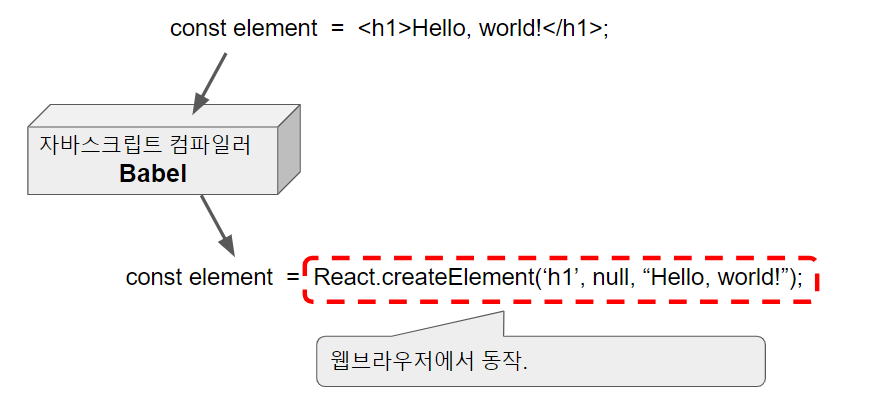 const element = <h1>Hello, world!</h1>;
자바스크립트 컴파일러
Babel
const element = React.createElement(‘h1’, null, “Hello, world!”);
웹브라우저에서 동작.